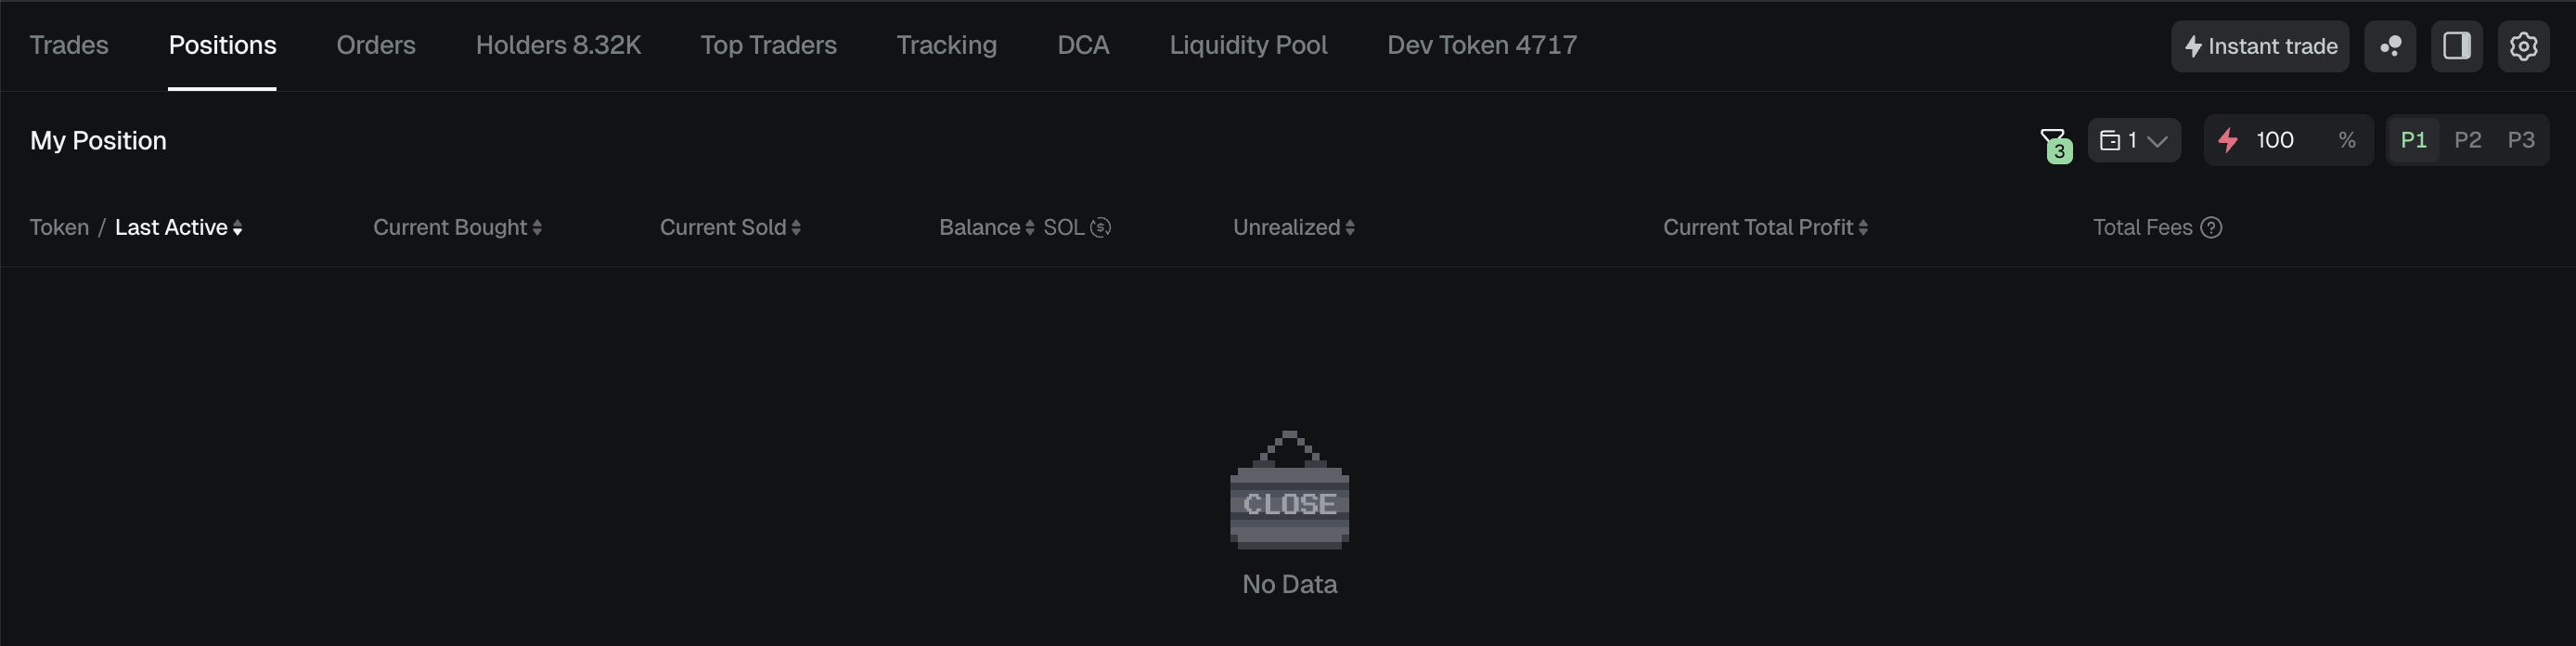 Trades Positions Orders Holders 8.32K Top Traders Tracking DCA Liquidity Pool Dev Token 4717 Instant trade
My Position 3 1 100 % P1 P2 P3
Token / Last Active Current Bought Current Sold Balance SOL Unrealized Current Total Profit Total Fees
CLOSE
No Data